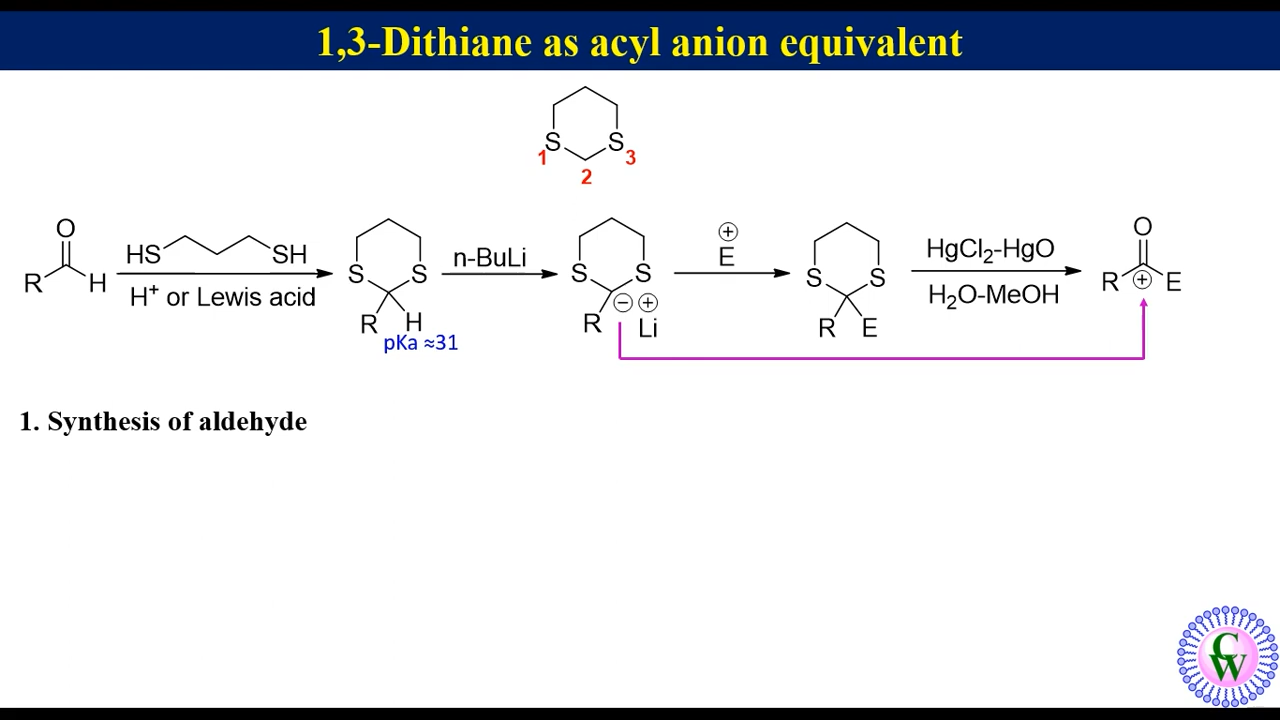 1,3-Dithiane as acyl anion equivalent
S S
1 3
2
O
R H
HS SH
H⁺ or Lewis acid
S S
R H
pKa ≈31
n-BuLi
S S
⊖ ⊕
R Li
⊕
E
S S
R E
HgCl₂-HgO
H₂O-MeOH
O
R ⊕ E
1. Synthesis of aldehyde
C
W